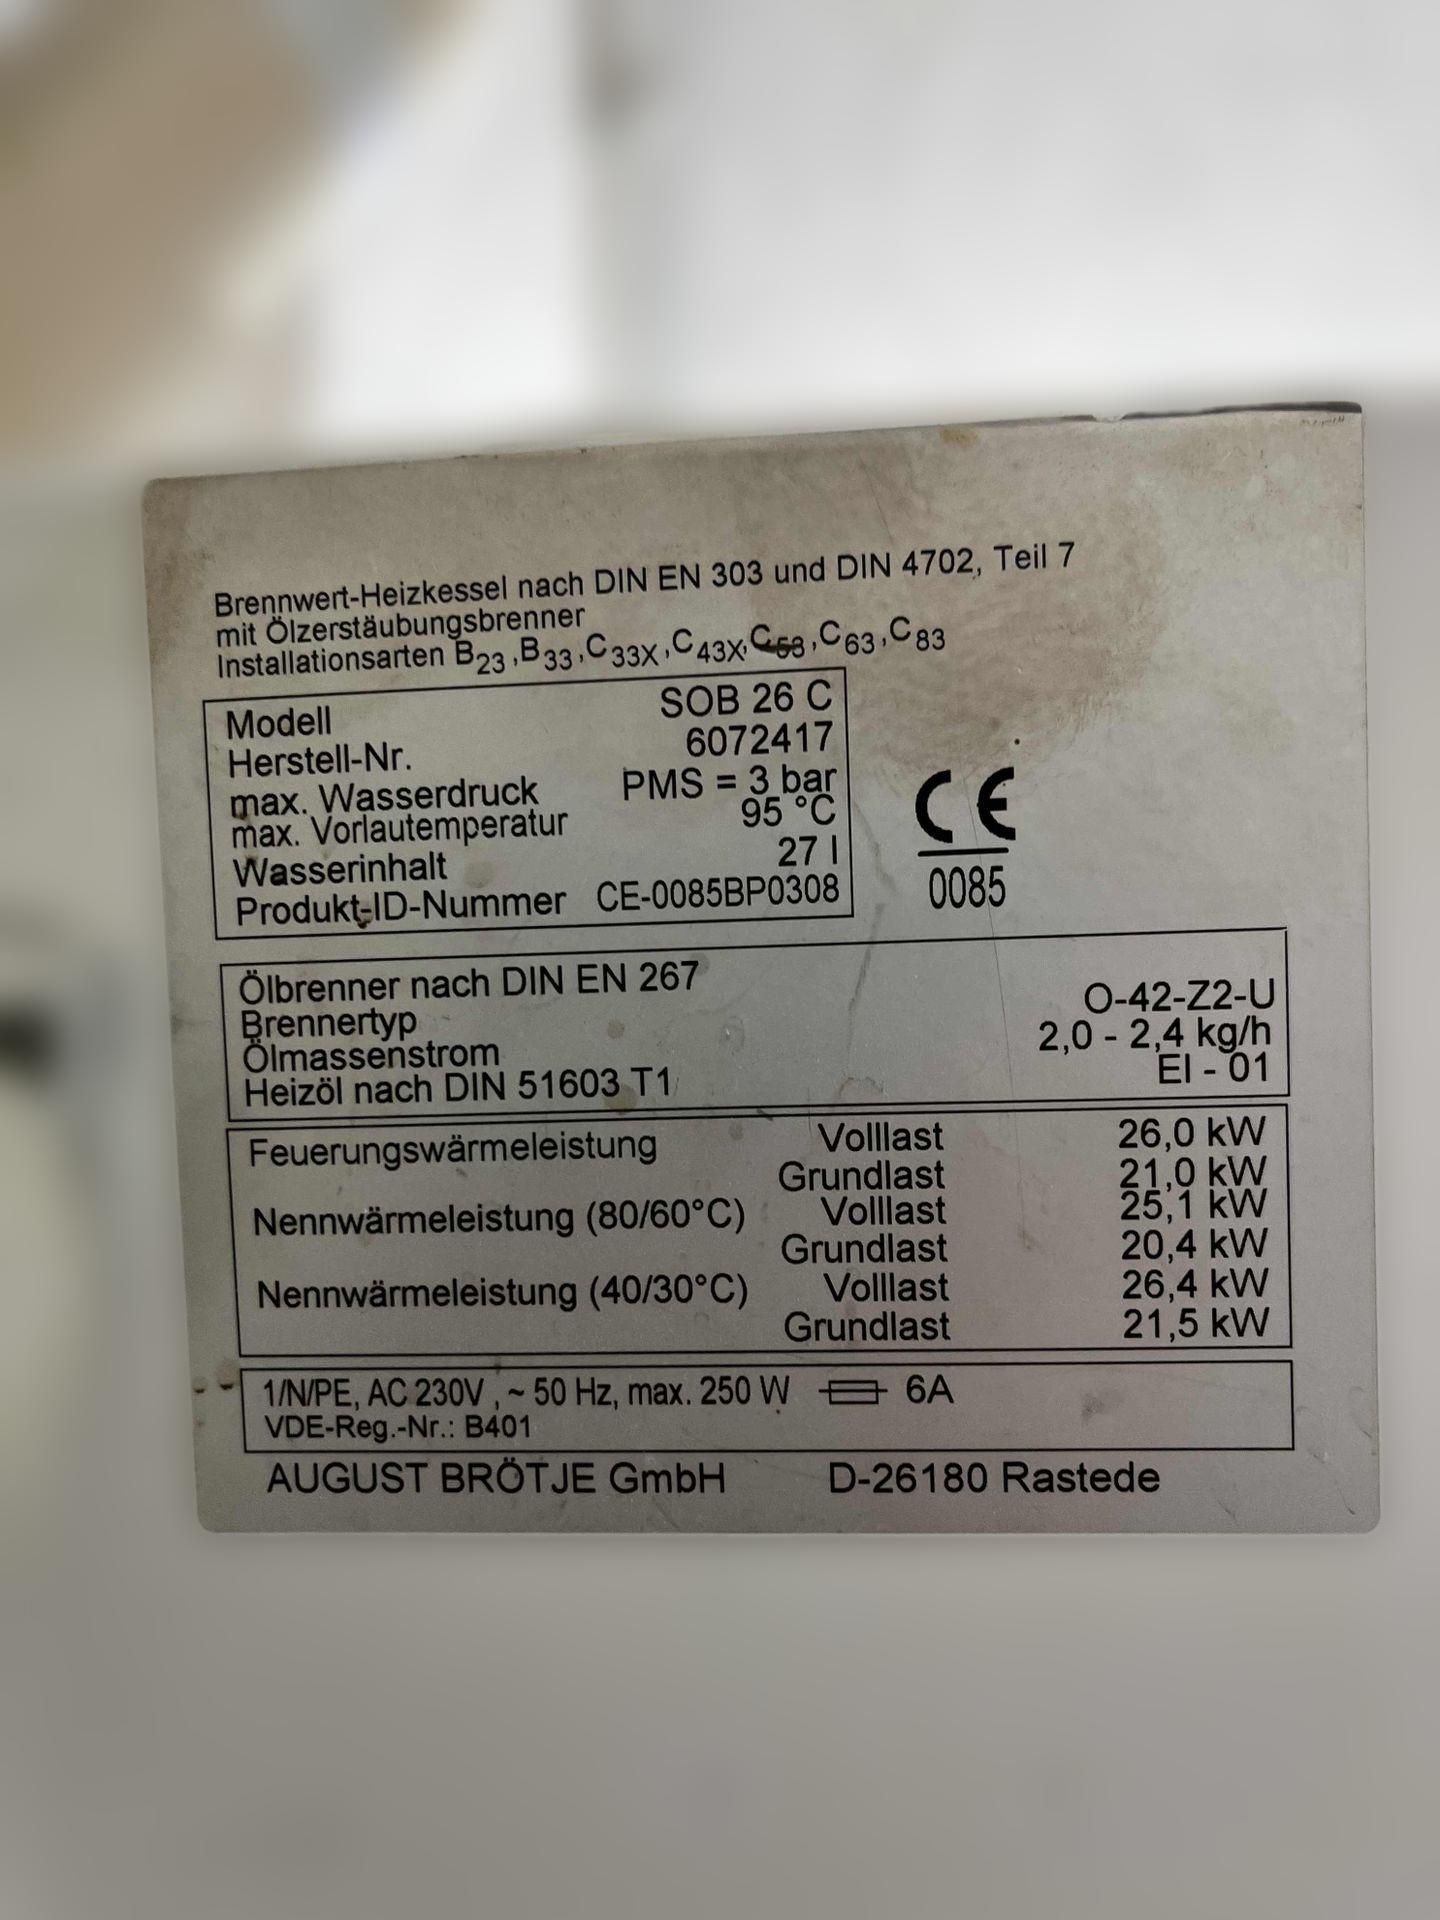 Brennwert-Heizkessel nach DIN EN 303 und DIN 4702, Teil 7
mit Ölzerstäubungsbrenner
Installationsarten B23, B33, C33X, C43X, C53, C63, C83
Modell SOB 26 C
Herstell-Nr. 6072417
max. Wasserdruck PMS = 3 bar
max. Vorlautemperatur 95 °C
Wasserinhalt 27 l
Produkt-ID-Nummer CE-0085BP0308
CE
0085
Ölbrenner nach DIN EN 267
Brennertyp O-42-Z2-U
Ölmassenstrom 2,0 - 2,4 kg/h
Heizöl nach DIN 51603 T1 El - 01
Feuerungswärmeleistung Volllast 26,0 kW
Grundlast 21,0 kW
Nennwärmeleistung (80/60°C) Volllast 25,1 kW
Grundlast 20,4 kW
Nennwärmeleistung (40/30°C) Volllast 26,4 kW
Grundlast 21,5 kW
1/N/PE, AC 230V , ~ 50 Hz, max. 250 W 6A
VDE-Reg.-Nr.: B401
AUGUST BRÖTJE GmbH D-26180 Rastede